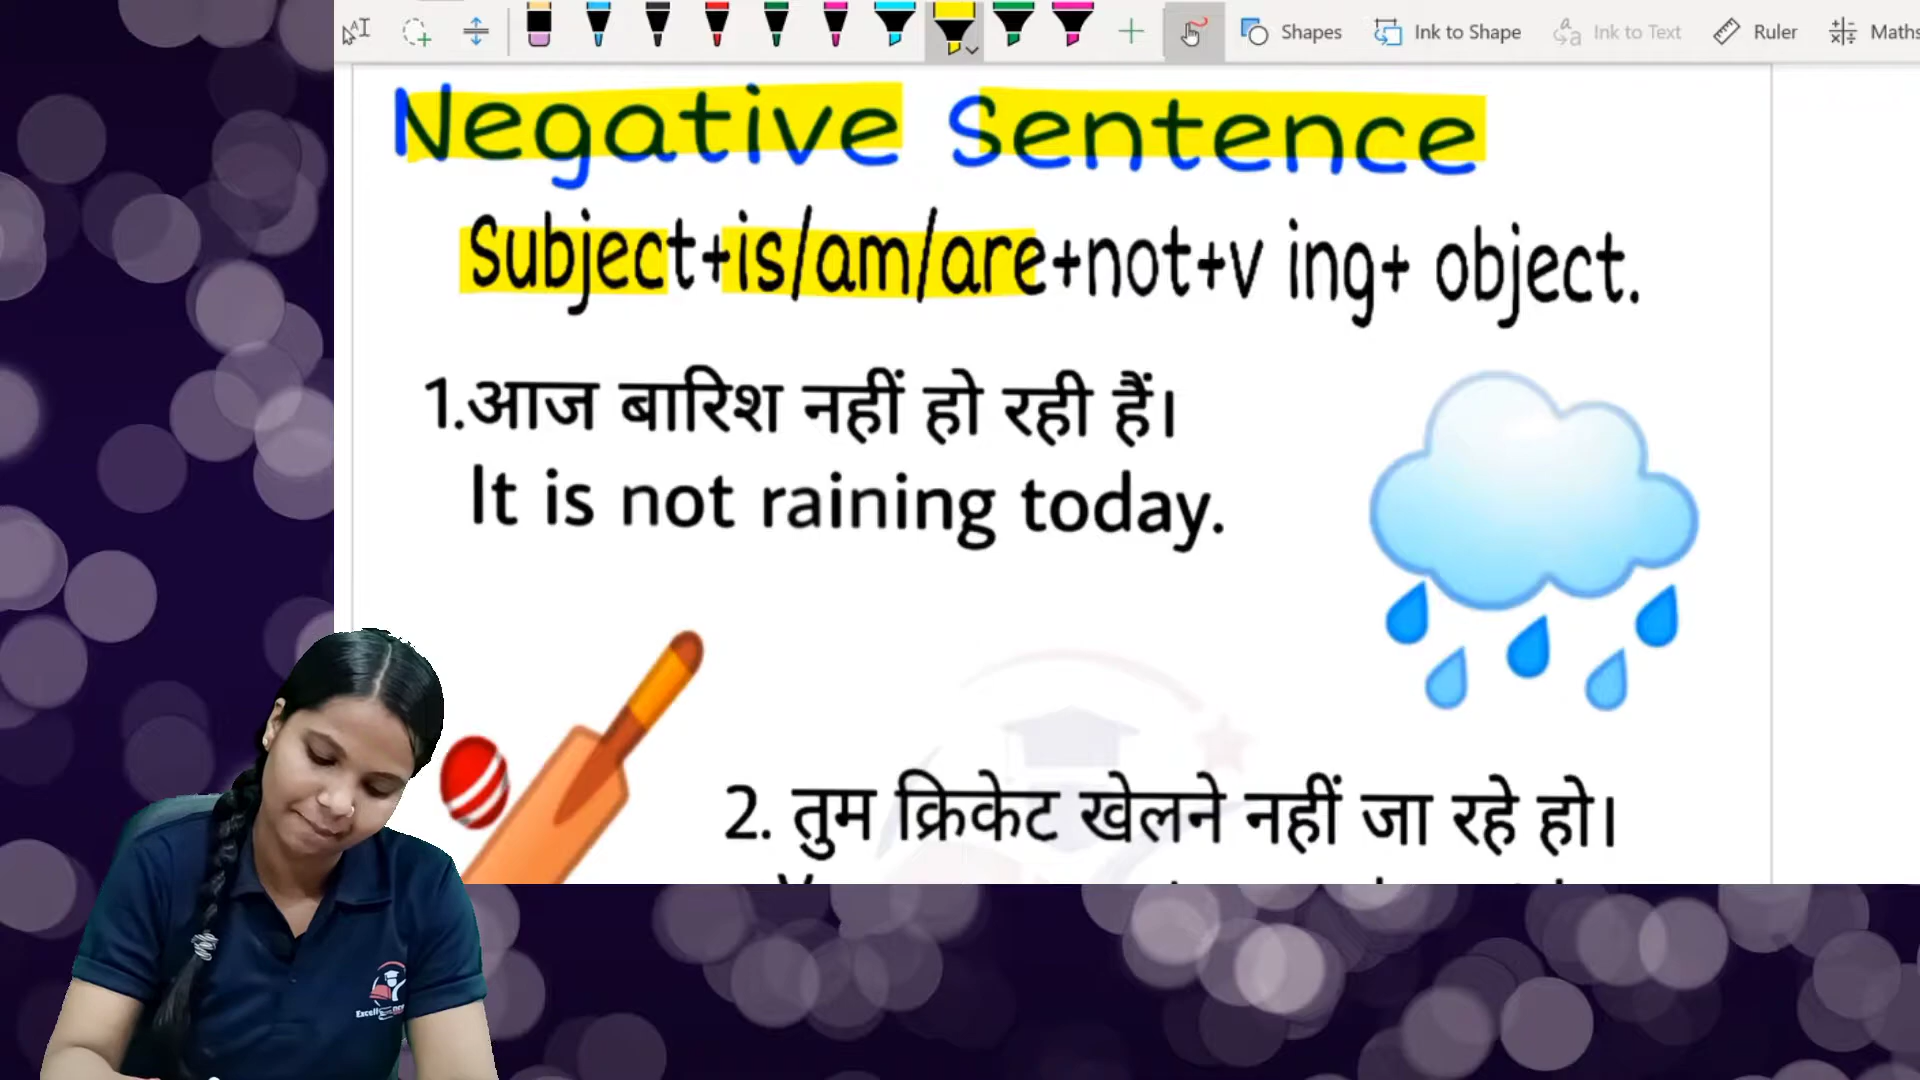 Shapes Ink to Shape Ink to Text Ruler Maths
Negative Sentence
Subject+is/am/are+not+v ing+ object.
1.आज बारिश नहीं हो रही हैं।
It is not raining today.
2. तुम क्रिकेट खेलने नहीं जा रहे हो।